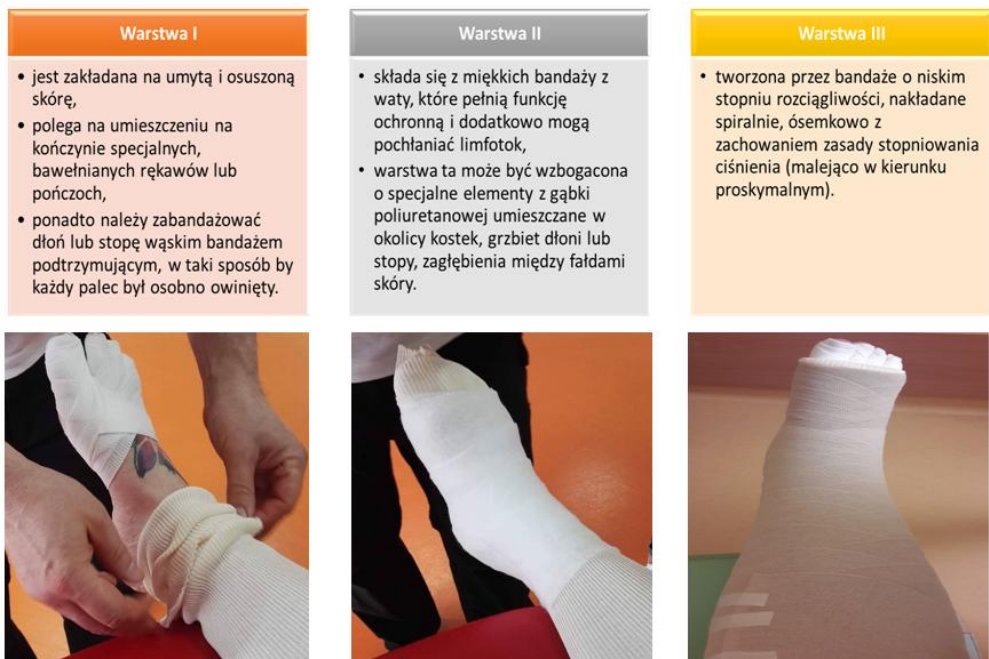 Warstwa I
• jest zakładana na umytą i osuszoną
skórę,
• polega na umieszczeniu na
kończynie specjalnych,
bawełnianych rękawów lub
pończoch,
• ponadto należy zabandażować
dłoń lub stopę wąskim bandażem
podtrzymującym, w taki sposób by
każdy palec był osobno owinięty.
Warstwa II
• składa się z miękkich bandaży z
waty, które pełnią funkcję
ochronną i dodatkowo mogą
pochłaniać limfotok,
• warstwa ta może być wzbogacona
o specjalne elementy z gąbki
poliuretanowej umieszczane w
okolicy kostek, grzbiet dłoni lub
stopy, zagłębienia między fałdami
skóry.
Warstwa III
• tworzona przez bandaże o niskim
stopniu rozciągliwości, nakładane
spiralnie, ósemkowo z
zachowaniem zasady stopniowania
ciśnienia (malejąco w kierunku
proskymalnym).